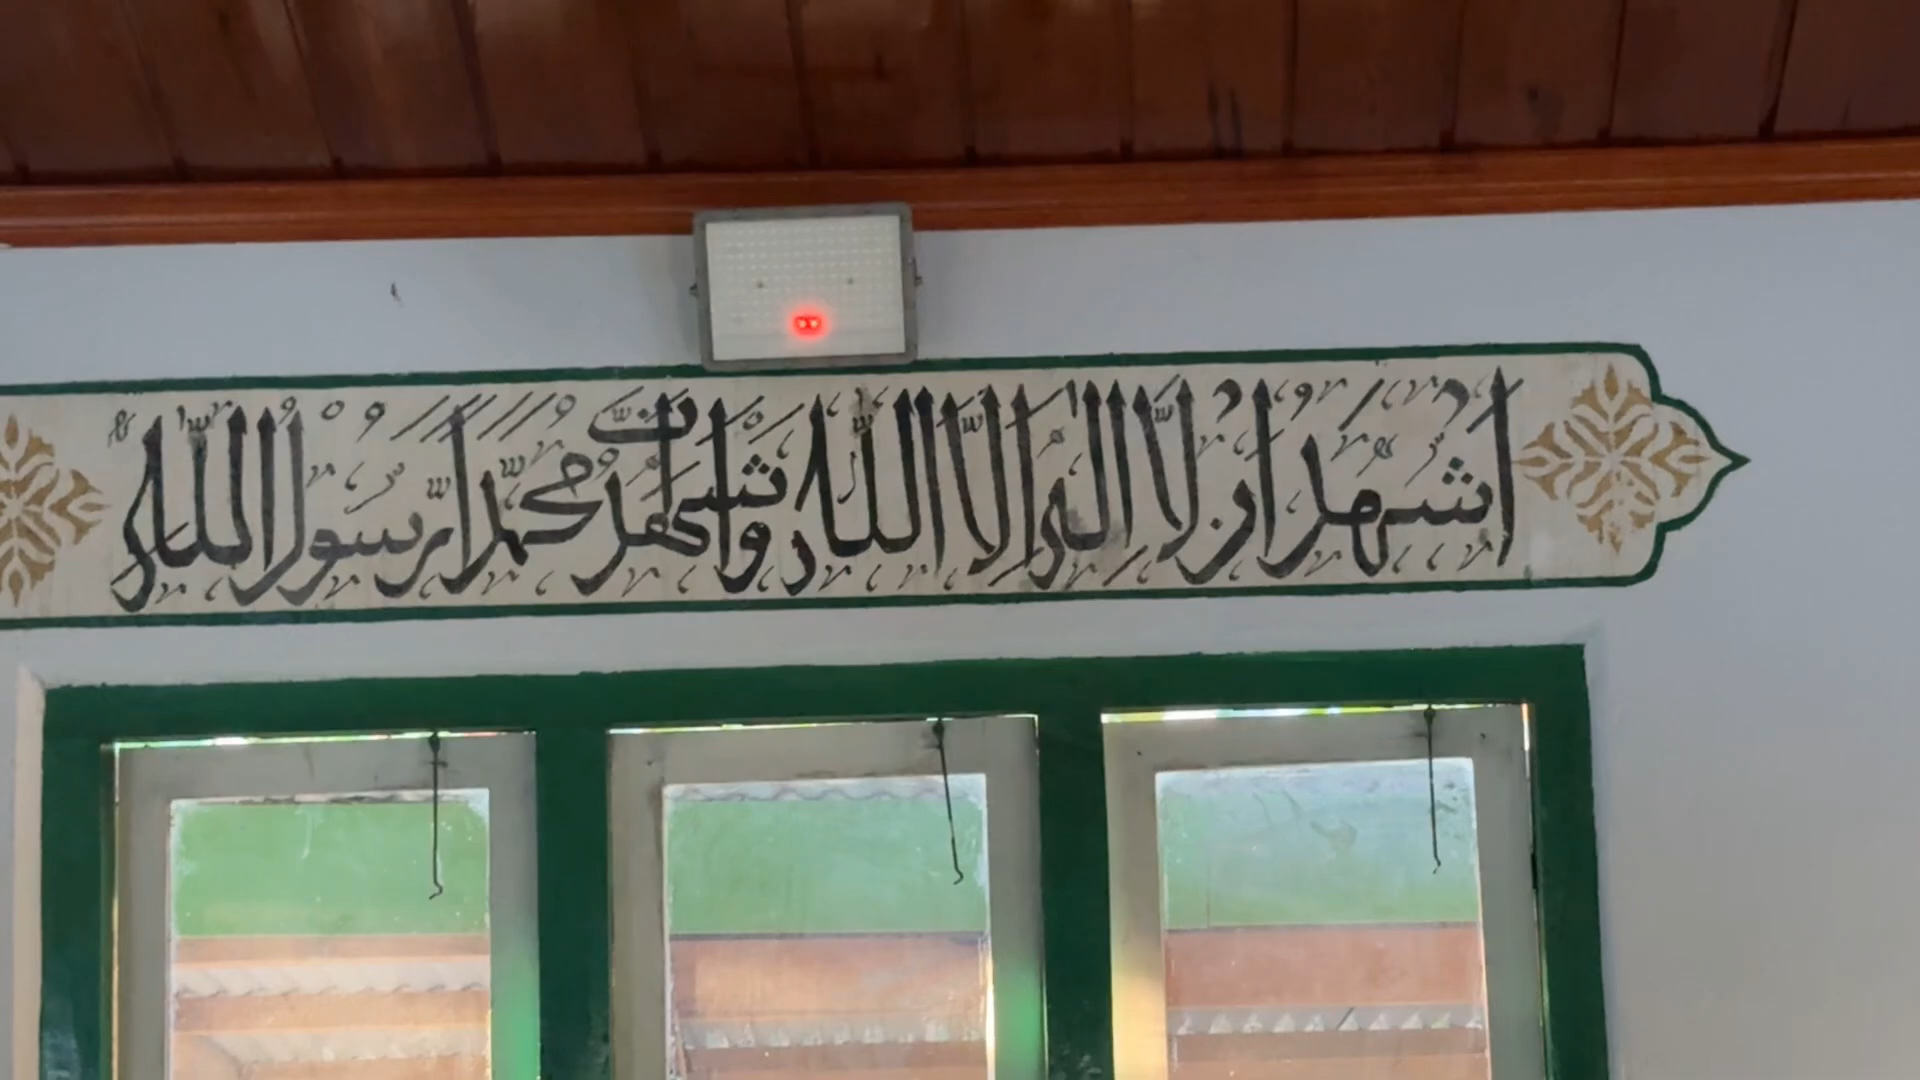 اشهد ان لا اله الا الله واشهد ان محمدا رسول الله